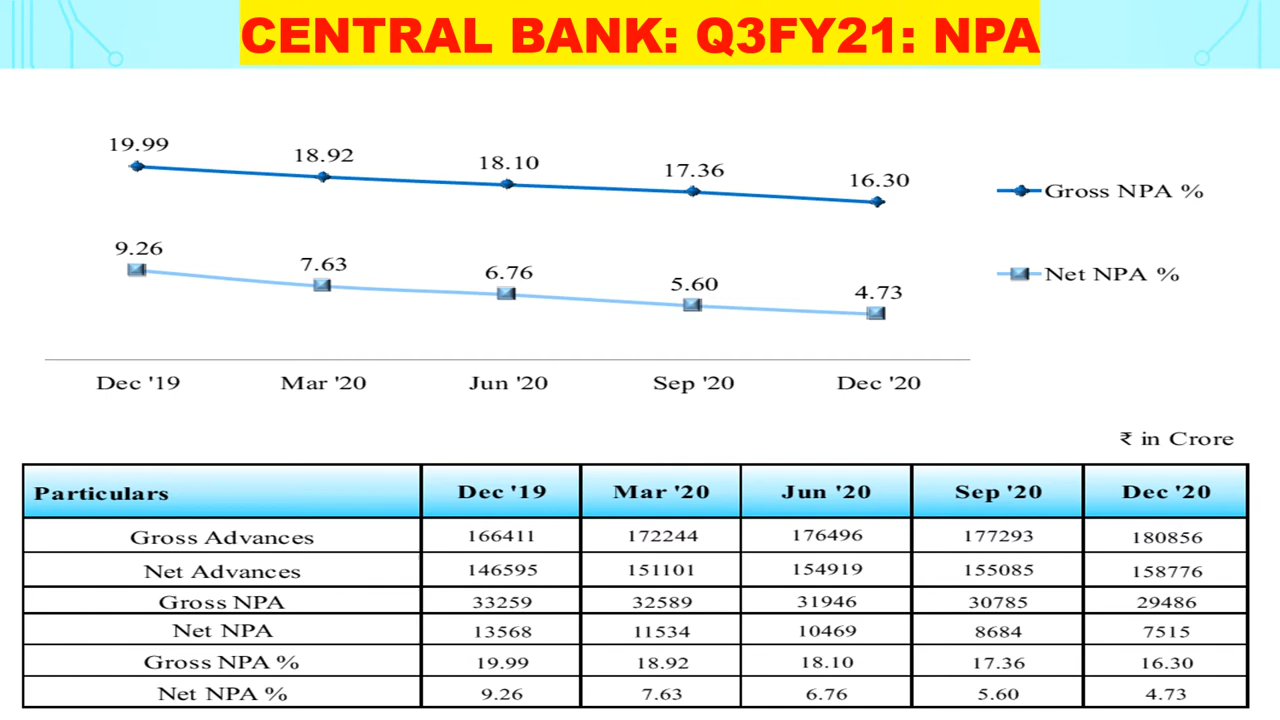 CENTRAL BANK: Q3FY21: NPA
19.99 18.92 18.10 17.36 16.30
Gross NPA %
9.26 7.63 6.76 5.60 4.73
Net NPA %
Dec '19 Mar '20 Jun '20 Sep '20 Dec '20
₹ in Crore
Particulars Dec '19 Mar '20 Jun '20 Sep '20 Dec '20
Gross Advances 166411 172244 176496 177293 180856
Net Advances 146595 151101 154919 155085 158776
Gross NPA 33259 32589 31946 30785 29486
Net NPA 13568 11534 10469 8684 7515
Gross NPA % 19.99 18.92 18.10 17.36 16.30
Net NPA % 9.26 7.63 6.76 5.60 4.73